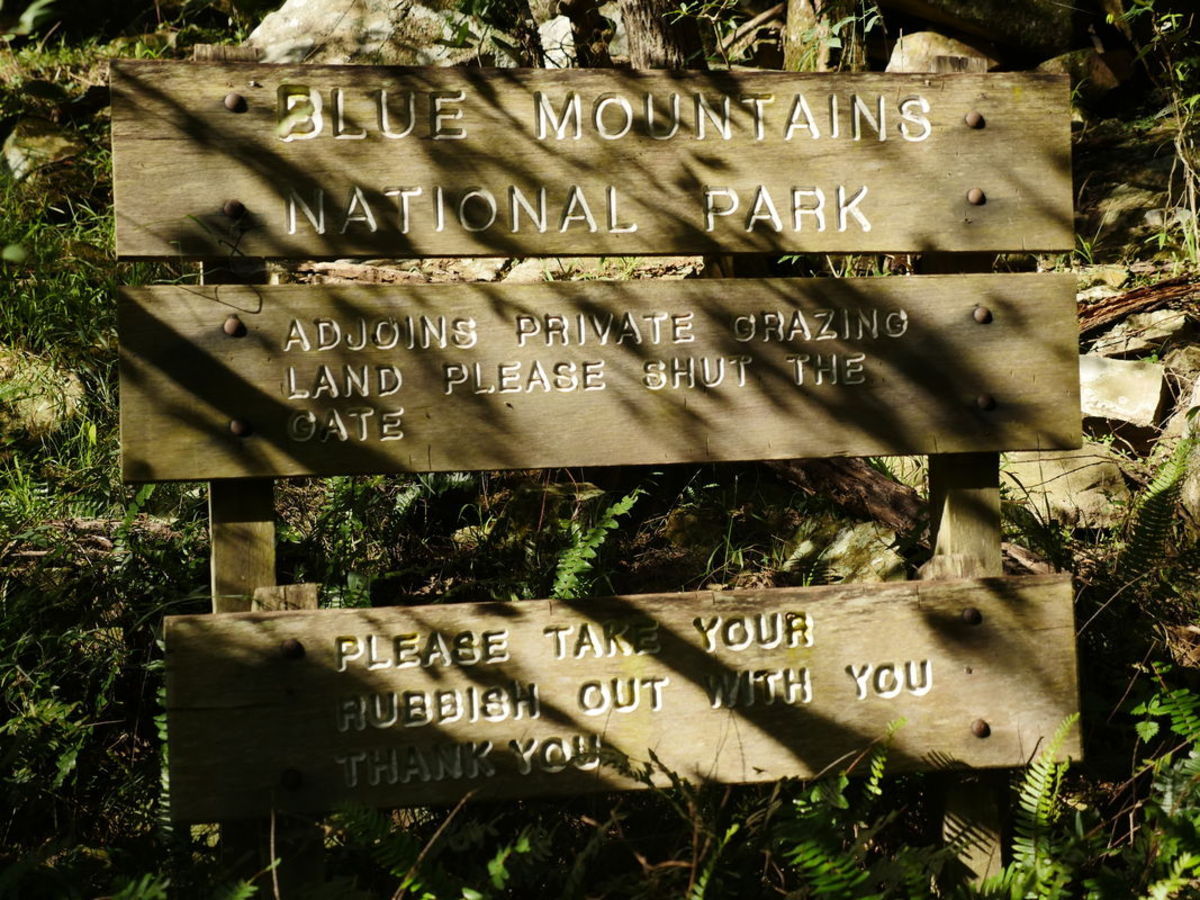 BLUE MOUNTAINS
NATIONAL PARK
ADJOINS PRIVATE GRAZING
LAND PLEASE SHUT THE
GATE
PLEASE TAKE YOUR
RUBBISH OUT WITH YOU
THANK YOU